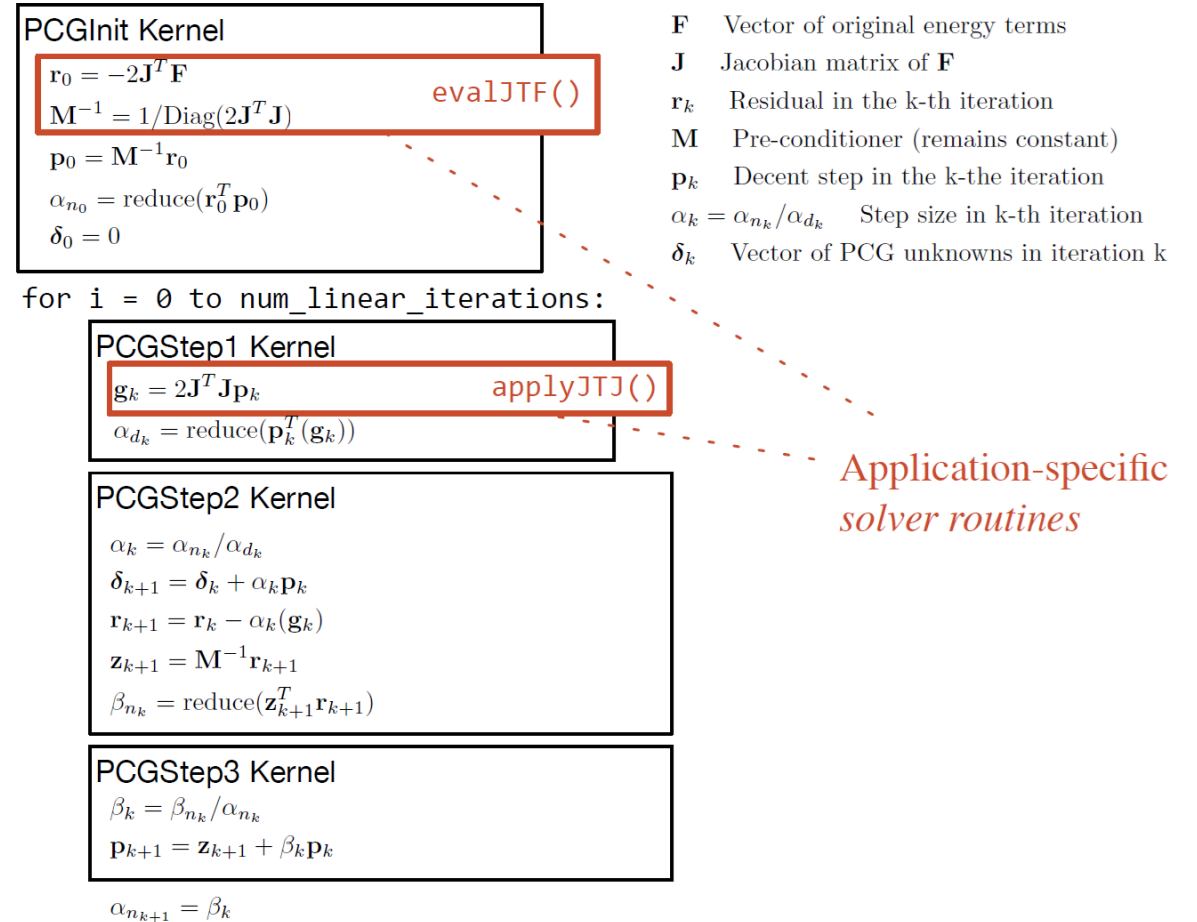 PCGInit Kernel
r₀ = −2JᵀF
evalJTF()
M⁻¹ = 1/Diag(2JᵀJ)
p₀ = M⁻¹r₀
α_{n₀} = reduce(r₀ᵀp₀)
δ₀ = 0
F Vector of original energy terms
J Jacobian matrix of F
r_k Residual in the k-th iteration
M Pre-conditioner (remains constant)
p_k Decent step in the k-the iteration
α_k = α_{n_k}/α_{d_k} Step size in k-th iteration
δ_k Vector of PCG unknowns in iteration k
for i = 0 to num_linear_iterations:
PCGStep1 Kernel
g_k = 2JᵀJp_k applyJTJ()
α_{d_k} = reduce(p_kᵀ(g_k))
Application-specific
solver routines
PCGStep2 Kernel
α_k = α_{n_k}/α_{d_k}
δ_{k+1} = δ_k + α_k p_k
r_{k+1} = r_k − α_k(g_k)
z_{k+1} = M⁻¹r_{k+1}
β_{n_k} = reduce(z_{k+1}ᵀ r_{k+1})
PCGStep3 Kernel
β_k = β_{n_k}/α_{n_k}
p_{k+1} = z_{k+1} + β_k p_k
α_{n_{k+1}} = β_k